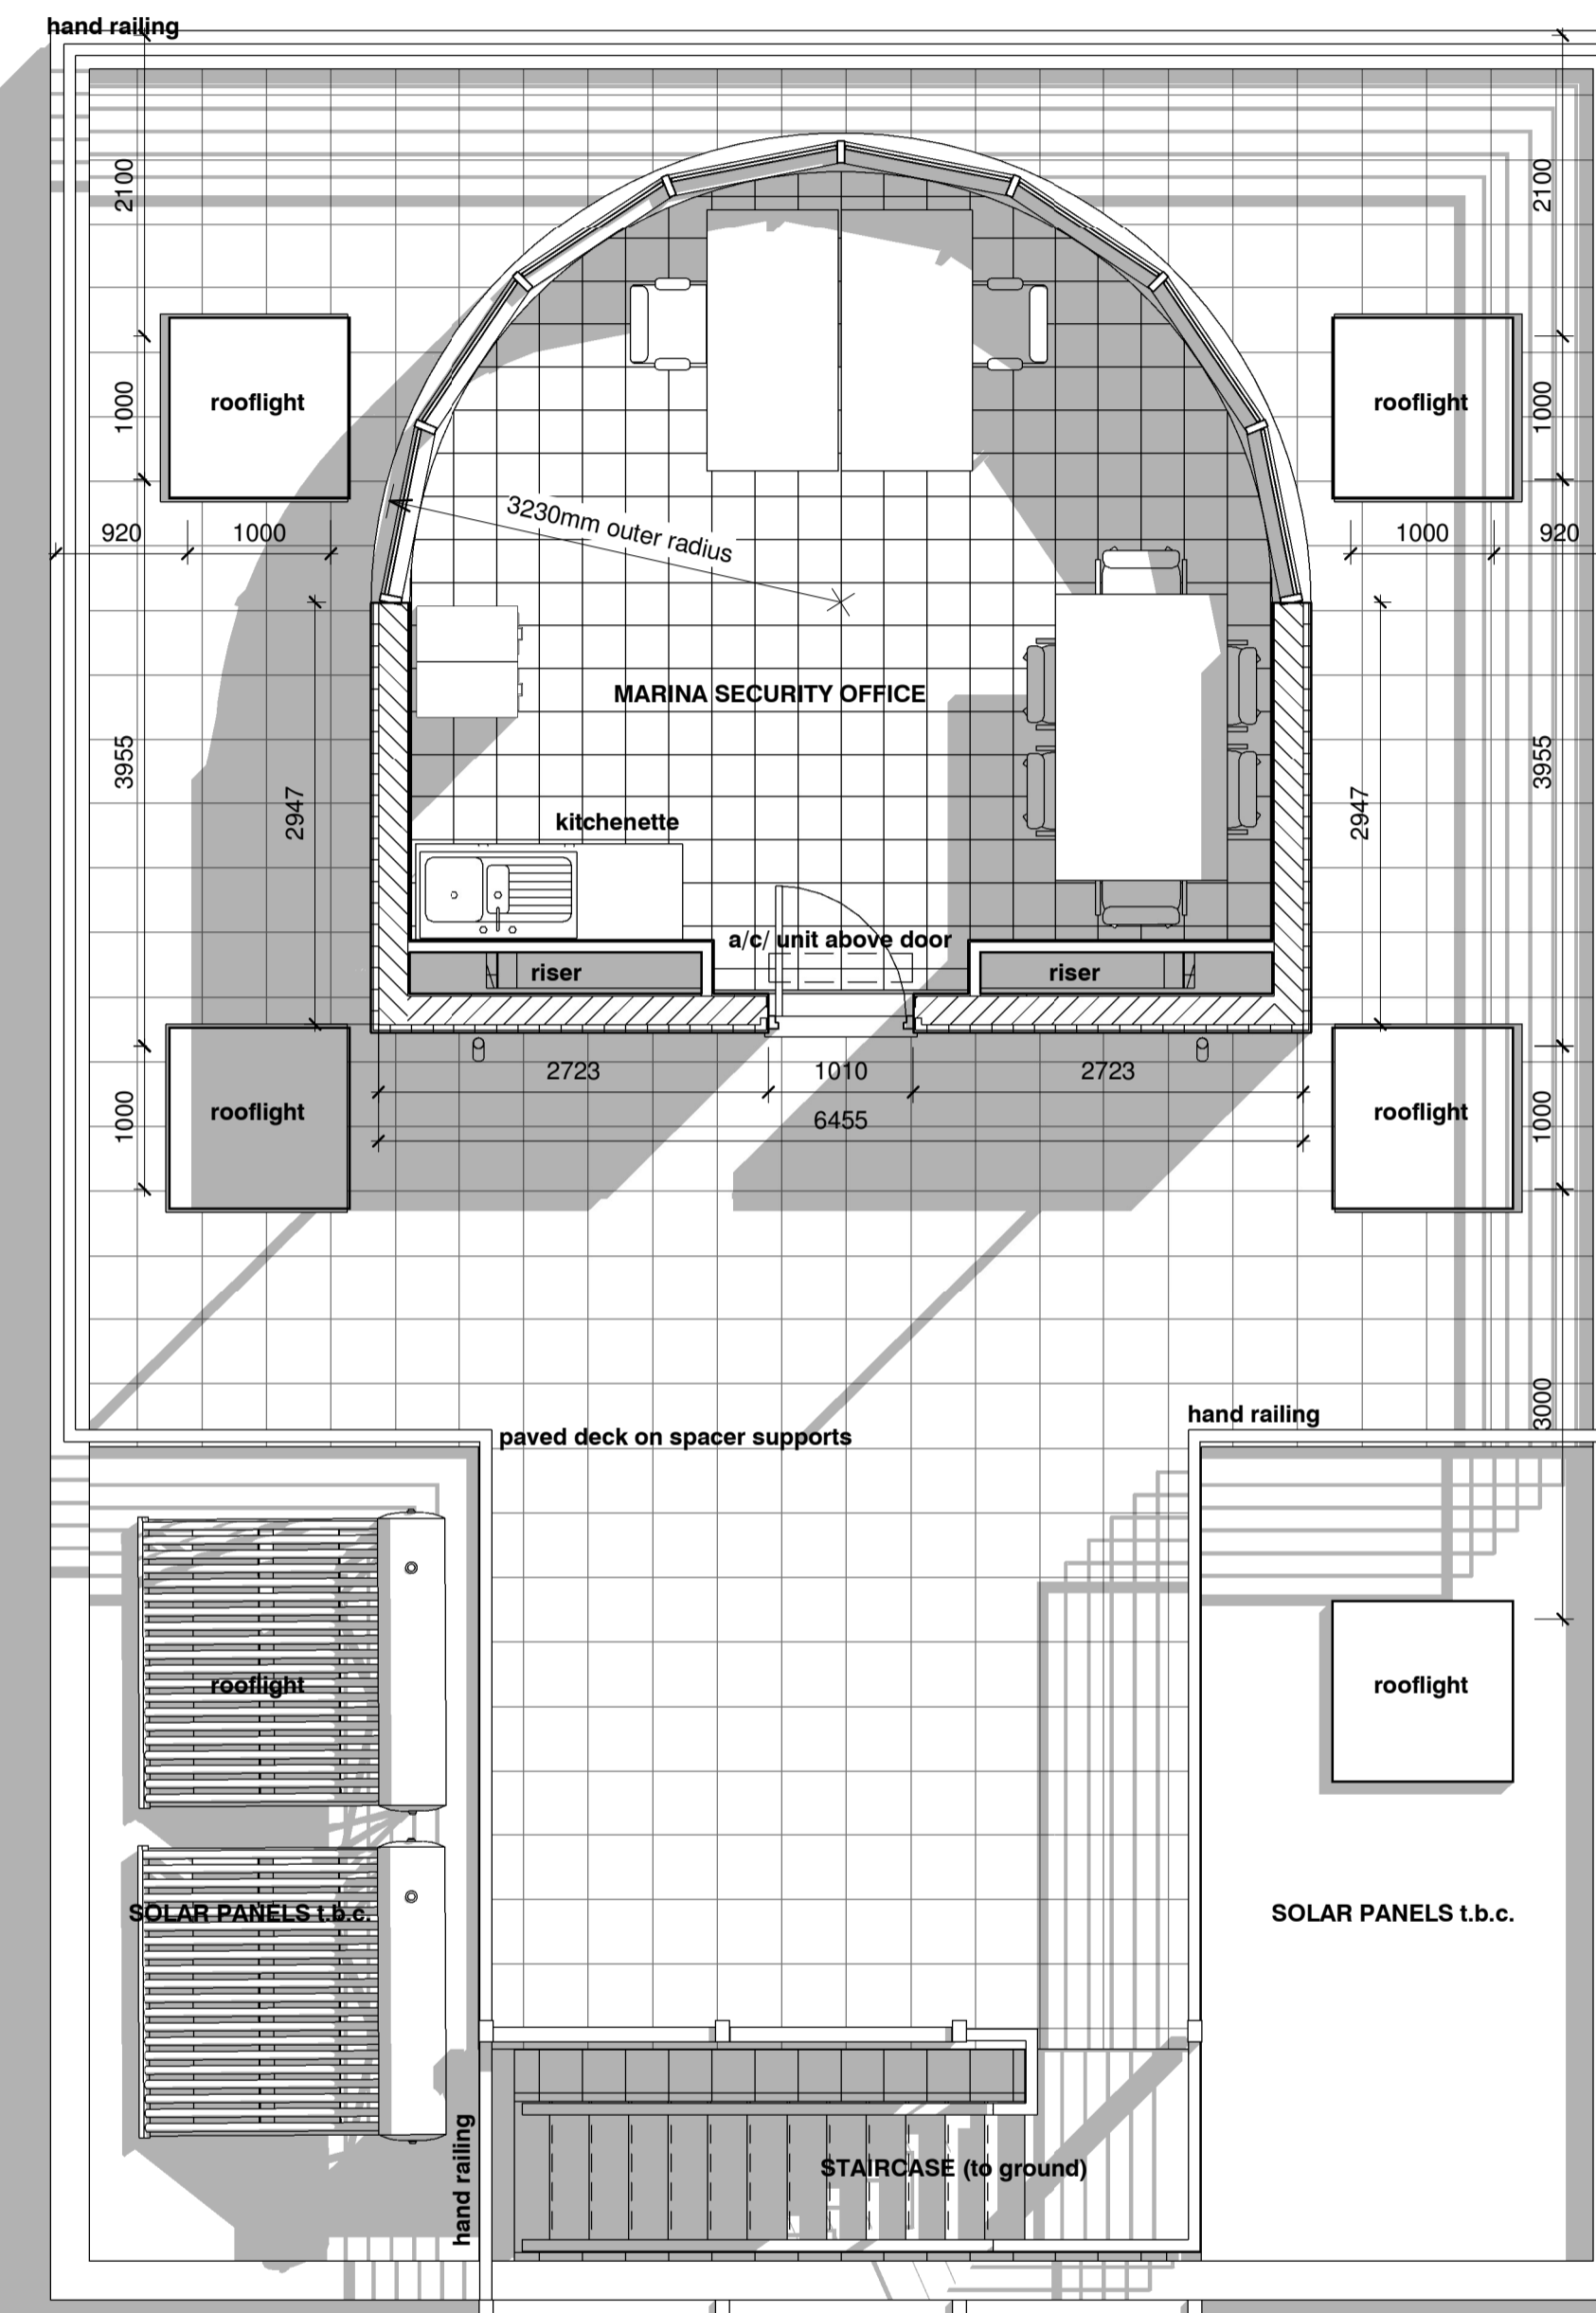 hand railing
2100
2100
rooflight
rooflight
1000
1000
920
1000
3230mm outer radius
1000
920
MARINA SECURITY OFFICE
3955
2947
2947
3955
kitchenette
a/c/ unit above door
riser
riser
2723
1010
2723
rooflight
6455
rooflight
1000
1000
3000
hand railing
paved deck on spacer supports
rooflight
rooflight
SOLAR PANELS t.b.c.
SOLAR PANELS t.b.c.
hand railing
STAIRCASE (to ground)